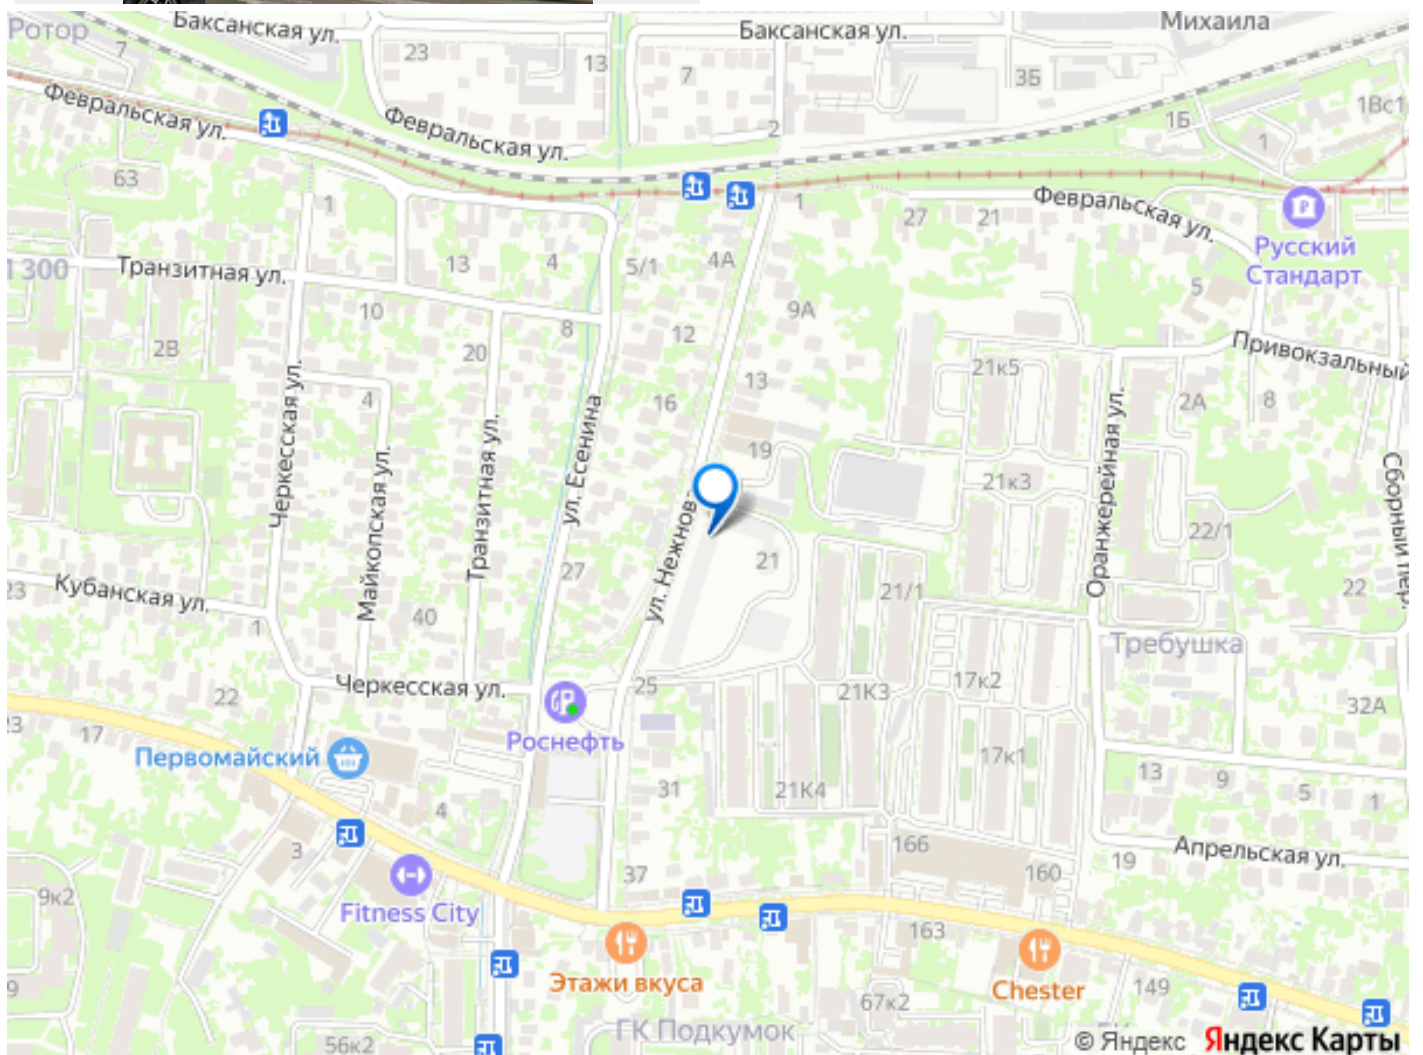 Ротор
Баксанская ул.
Баксанская ул.
Михаила
7
23
13
7
3Б
Февральская ул.
Февральская ул.
2
1Б
1
1Вс1
63
1
1
27
21
Февральская ул.
Русский
Стандарт
1 300
Транзитная ул.
13
4
5/1
4А
5
10
8
12
9А
2В
20
21к5
Привокзальный
Черкесская ул.
4
16
13
2А
8
Майкопская ул.
Транзитная ул.
ул. Есенина
ул. Нежнов
19
21к3
Оранжерейная ул.
Сборный пер.
22/1
23
Кубанская ул.
27
21
21/1
22
1
40
Требушка
22
Черкесская ул.
25
21К3
17к2
32А
23
17
Первомайский
Роснефть
17к1
13
9
5
1
31
21К4
4
3
166
19
Апрельская ул.
9к2
37
160
Fitness City
163
Этажи вкуса
Chester
149
9
67к2
56к2
ГК Подкумок
© Яндекс Яндекс Карты